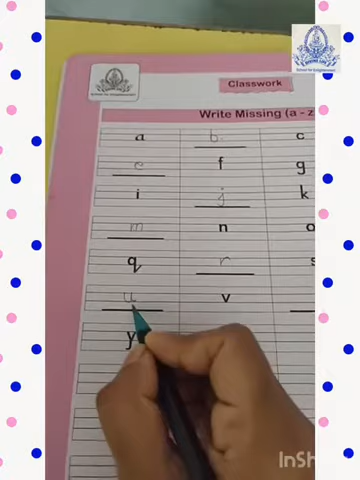 Classwork
Write Missing (a - z
a b c
e f g
i j k
m n o
q r s
u v
y
InSh